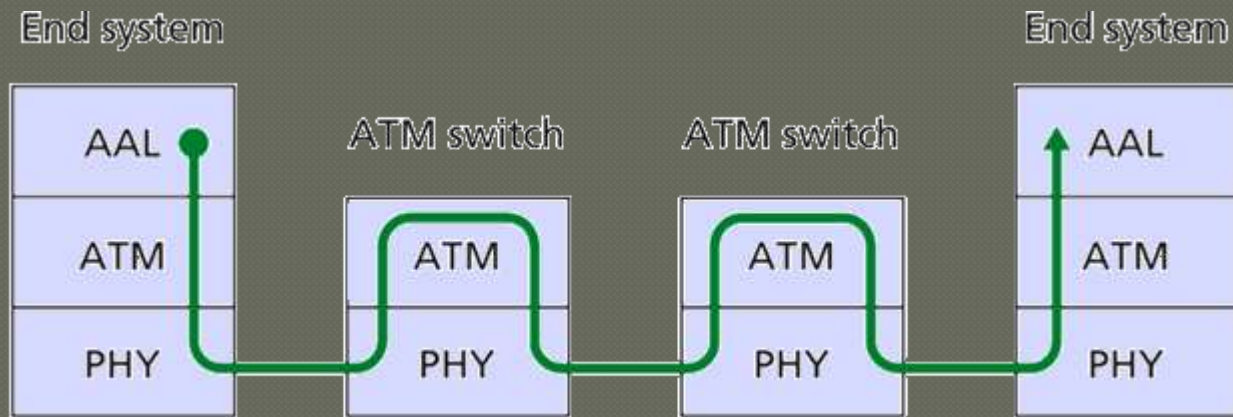 End system
End system
ATM switch
ATM switch
AAL
AAL
ATM
ATM
ATM
ATM
PHY
PHY
PHY
PHY